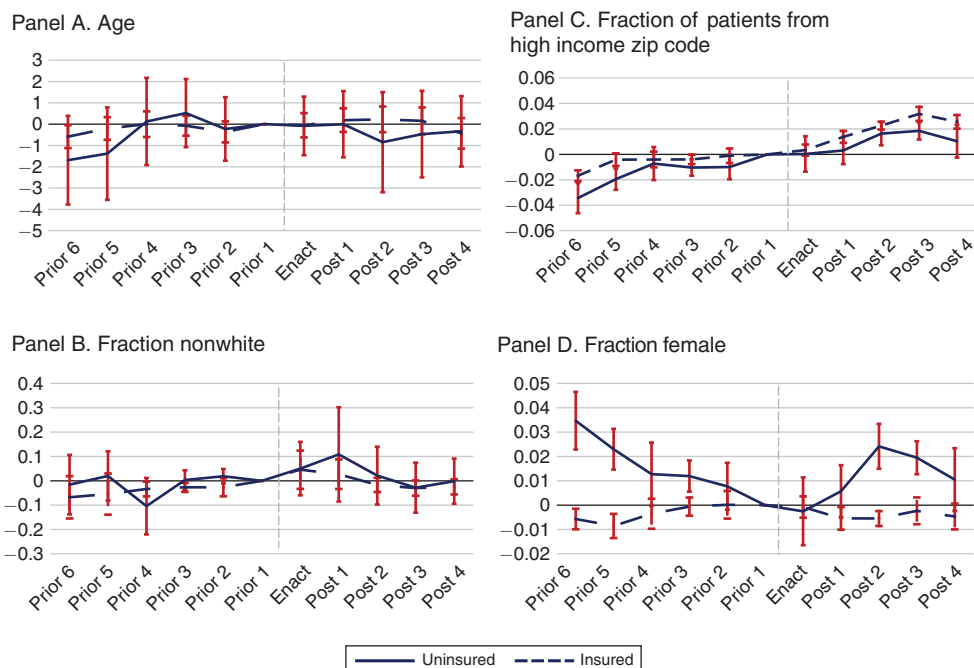 Panel A. Age
3
2
1
0
−1
−2
−3
−4
−5
Prior 6
Prior 5
Prior 4
Prior 3
Prior 2
Prior 1
Enact
Post 1
Post 2
Post 3
Post 4
Panel C. Fraction of patients from
high income zip code
0.06
0.04
0.02
0
−0.02
−0.04
−0.06
Prior 6
Prior 5
Prior 4
Prior 3
Prior 2
Prior 1
Enact
Post 1
Post 2
Post 3
Post 4
Panel B. Fraction nonwhite
0.4
0.3
0.2
0.1
0
−0.1
−0.2
−0.3
Prior 6
Prior 5
Prior 4
Prior 3
Prior 2
Prior 1
Enact
Post 1
Post 2
Post 3
Post 4
Panel D. Fraction female
0.05
0.04
0.03
0.02
0.01
0
−0.01
−0.02
Prior 6
Prior 5
Prior 4
Prior 3
Prior 2
Prior 1
Enact
Post 1
Post 2
Post 3
Post 4
Uninsured Insured